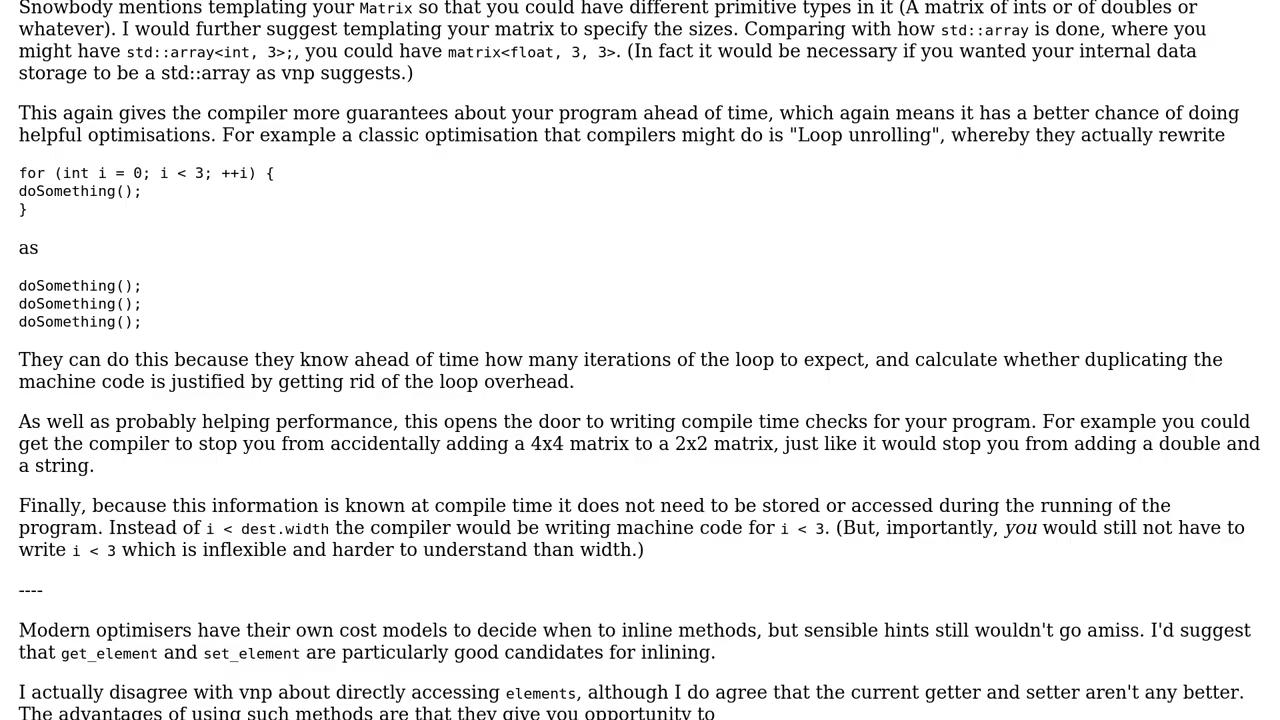 Snowbody mentions templating your Matrix so that you could have different primitive types in it (A matrix of ints or of doubles or
whatever). I would further suggest templating your matrix to specify the sizes. Comparing with how std::array is done, where you
might have std::array<int, 3>;, you could have matrix<float, 3, 3>. (In fact it would be necessary if you wanted your internal data
storage to be a std::array as vnp suggests.)
This again gives the compiler more guarantees about your program ahead of time, which again means it has a better chance of doing
helpful optimisations. For example a classic optimisation that compilers might do is "Loop unrolling", whereby they actually rewrite
for (int i = 0; i < 3; ++i) {
doSomething();
}
as
doSomething();
doSomething();
doSomething();
They can do this because they know ahead of time how many iterations of the loop to expect, and calculate whether duplicating the
machine code is justified by getting rid of the loop overhead.
As well as probably helping performance, this opens the door to writing compile time checks for your program. For example you could
get the compiler to stop you from accidentally adding a 4x4 matrix to a 2x2 matrix, just like it would stop you from adding a double and
a string.
Finally, because this information is known at compile time it does not need to be stored or accessed during the running of the
program. Instead of i < dest.width the compiler would be writing machine code for i < 3. (But, importantly, you would still not have to
write i < 3 which is inflexible and harder to understand than width.)
----
Modern optimisers have their own cost models to decide when to inline methods, but sensible hints still wouldn't go amiss. I'd suggest
that get_element and set_element are particularly good candidates for inlining.
I actually disagree with vnp about directly accessing elements, although I do agree that the current getter and setter aren't any better.
The advantages of using such methods are that they give you opportunity to